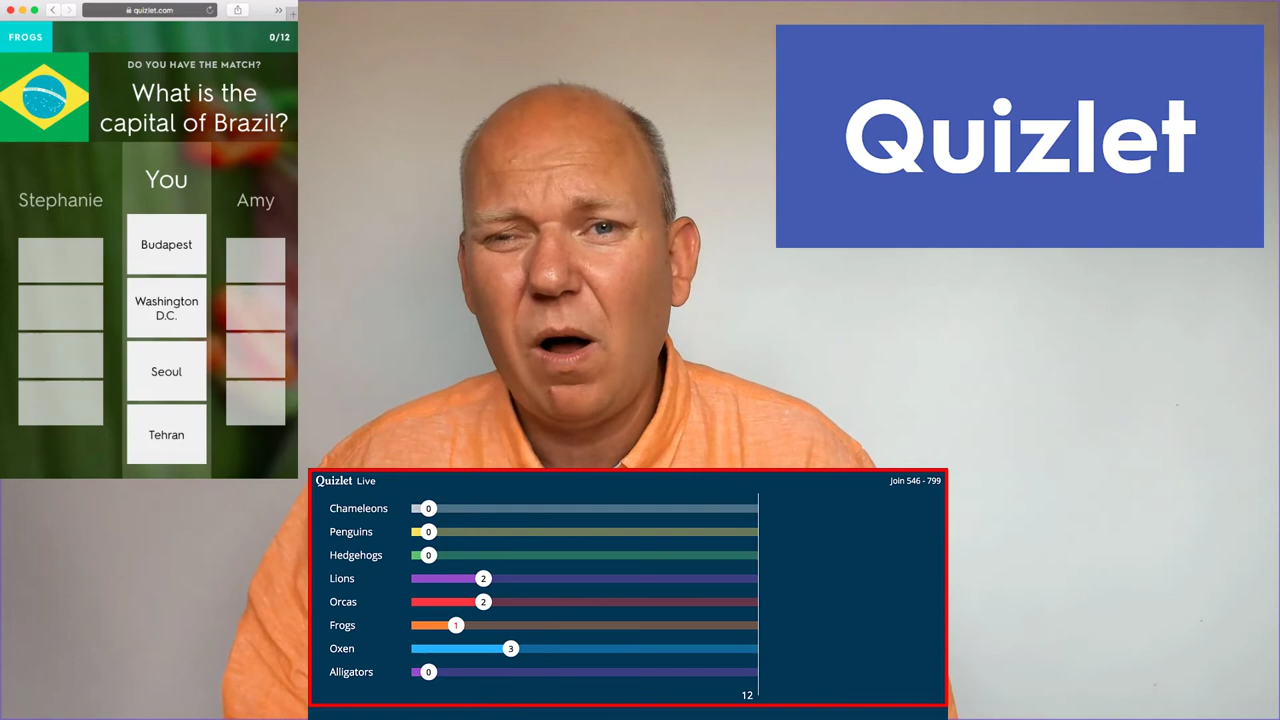 quizlet.com
FROGS
0/12
DO YOU HAVE THE MATCH?
What is the
capital of Brazil?
Stephanie
You
Amy
Budapest
Washington
D.C.
Seoul
Tehran
Quizlet
Quizlet Live
Join 546 - 799
Chameleons 0
Penguins 0
Hedgehogs 0
Lions 2
Orcas 2
Frogs 1
Oxen 3
Alligators 0
12